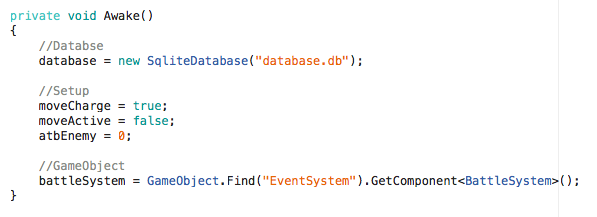 private void Awake()
{
//Databse
database = new SqliteDatabase("database.db");
//Setup
moveCharge = true;
moveActive = false;
atbEnemy = 0;
//GameObject
battleSystem = GameObject.Find("EventSystem").GetComponent<BattleSystem>();
}